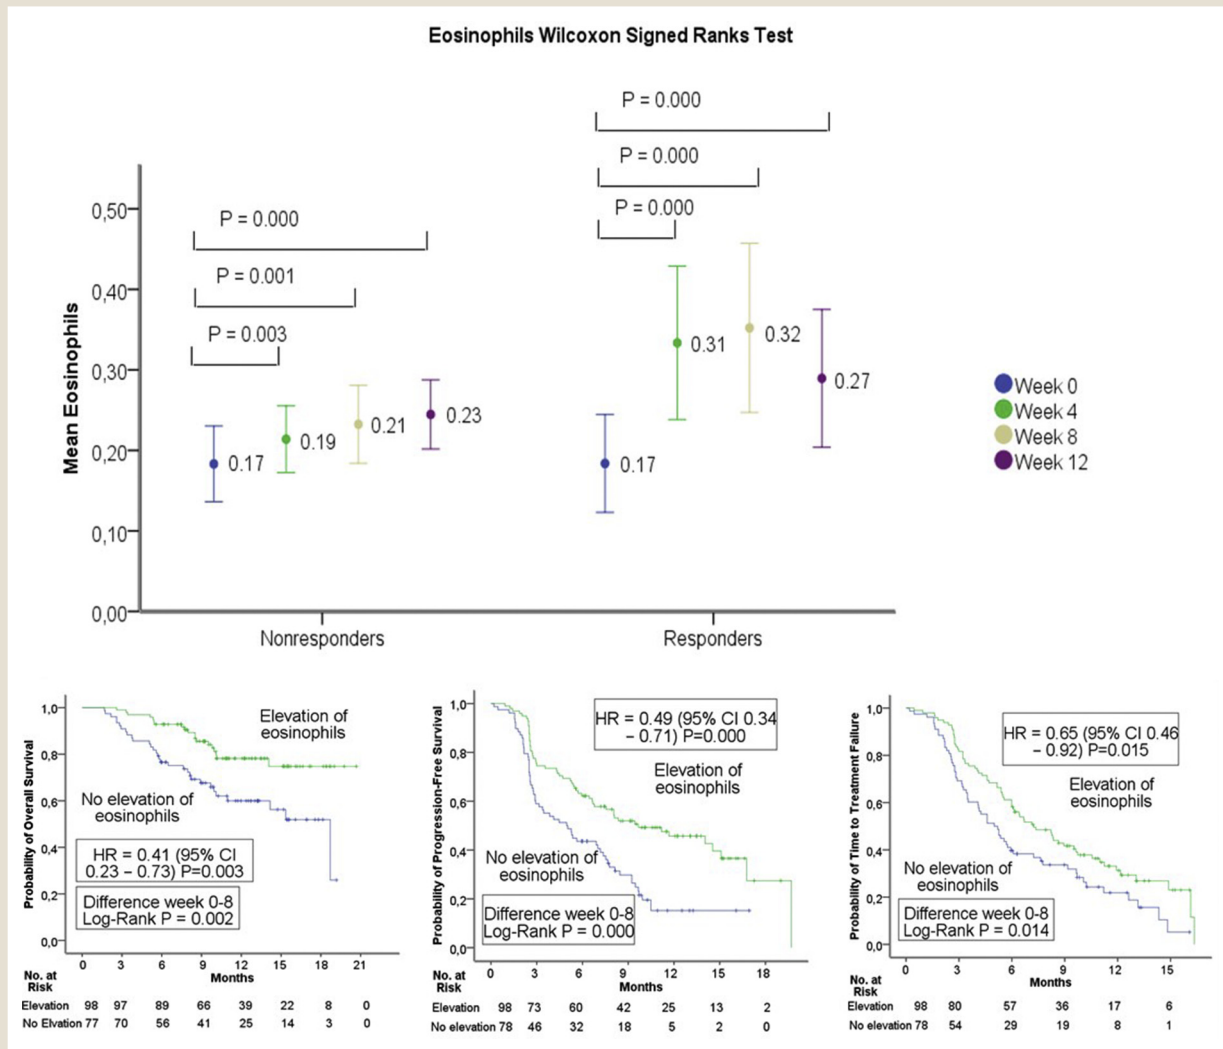 Eosinophils Wilcoxon Signed Ranks Test
P = 0.000
P = 0.000
P = 0.000
P = 0.000
P = 0.001
P = 0.003
Mean Eosinophils
0,50
0,40
0,30
0,20
0,10
0,00
0.17
0.19
0.21
0.23
0.17
0.31
0.32
0.27
Nonresponders
Responders
Week 0
Week 4
Week 8
Week 12
Probability of Overall Survival
1,0
0,8
0,6
0,4
0,2
0,0
Elevation of
eosinophils
No elevation of
eosinophils
HR = 0.41 (95% CI
0.23 – 0.73) P=0.003
Difference week 0-8
Log-Rank P = 0.002
0 3 6 9 12 15 18 21
Months
No. at
Risk
Elevation 98 97 89 66 39 22 8 0
No Elvation 77 70 56 41 25 14 3 0
Probability of Progression-Free Survival
1,0
0,8
0,6
0,4
0,2
0,0
HR = 0.49 (95% CI 0.34
– 0.71) P=0.000
Elevation of
eosinophils
No elevation of
eosinophils
Difference week 0-8
Log-Rank P = 0.000
0 3 6 9 12 15 18
Months
No. at
Risk
Elevation 98 73 60 42 25 13 2
No elevation 78 46 32 18 5 2 0
Probability of Time to Treatment Failure
1,0
0,8
0,6
0,4
0,2
0,0
HR = 0.65 (95% CI 0.46
– 0.92) P=0.015
Elevation of
eosinophils
No elevation of
eosinophils
Difference week 0-8
Log-Rank P = 0.014
0 3 6 9 12 15
Months
No. at
Risk
Elevation 98 80 57 36 17 6
No elevation 78 54 29 19 8 1